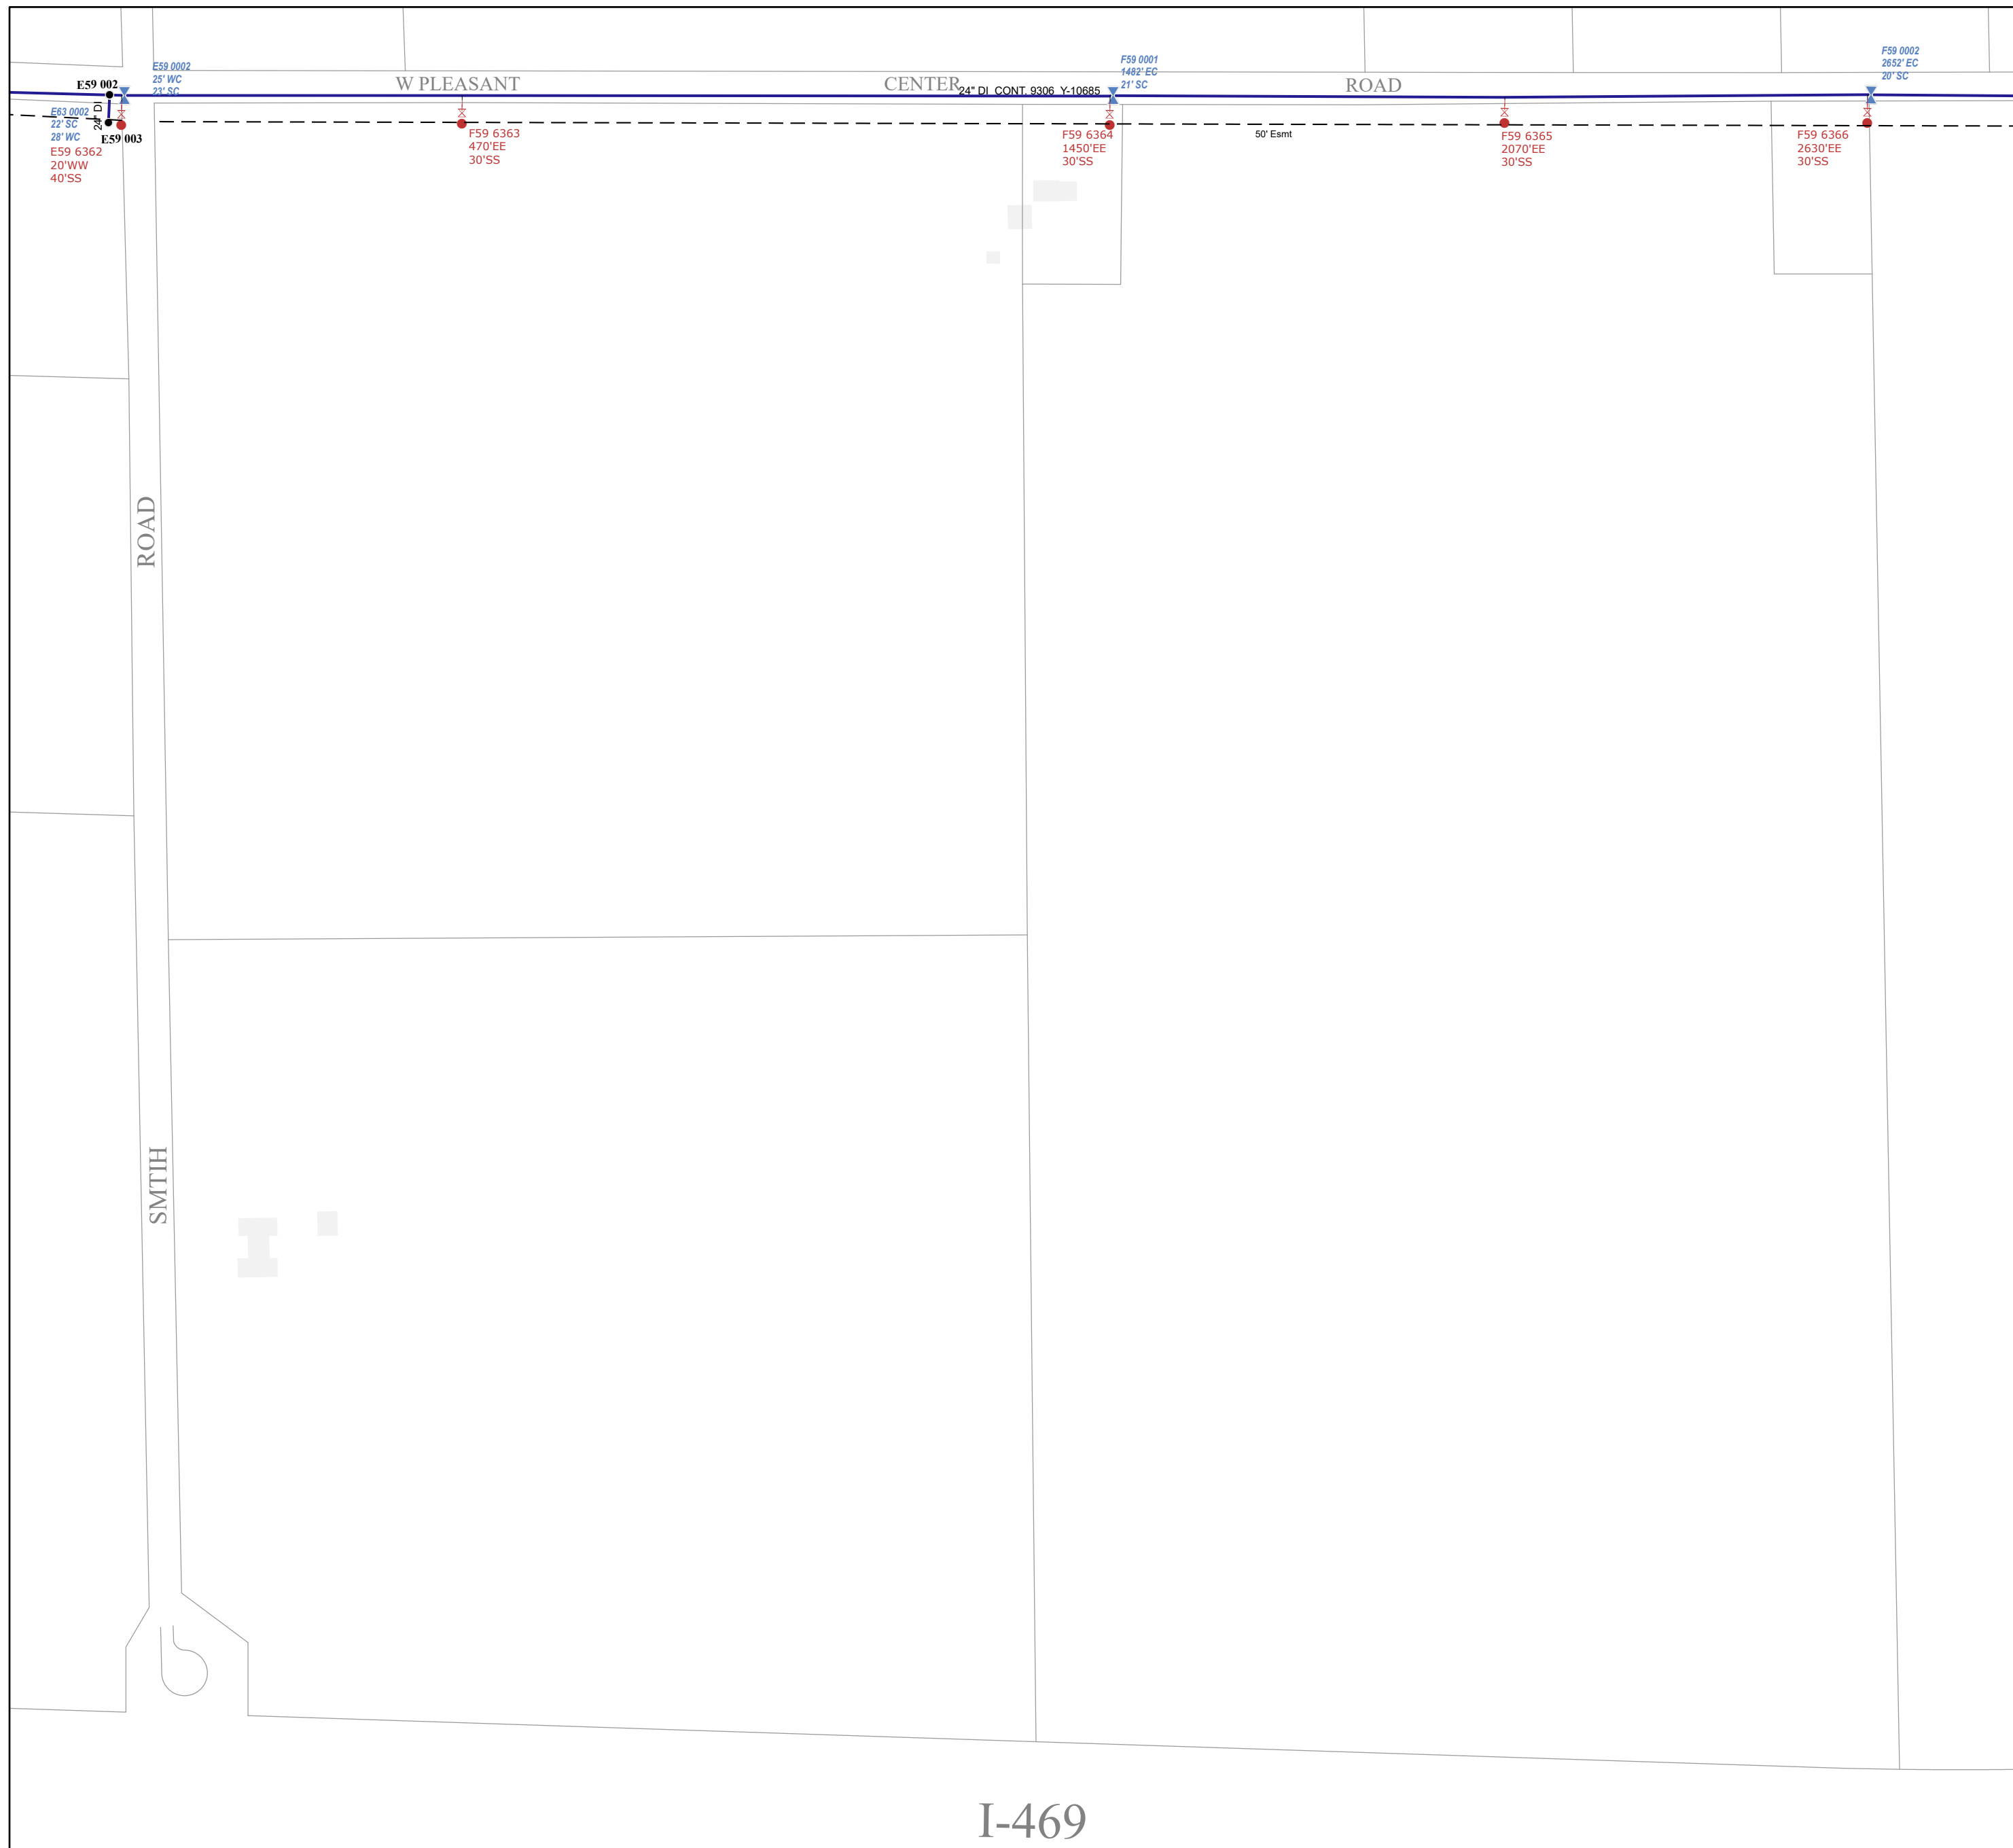 F59 0002
2652' EC
20' SC
F59 0001
1482' EC
21' SC
E59 0002
25' WC
23' SC
E59 002
W PLEASANT
CENTER
24" DI CONT. 9306 Y-10685
ROAD
E63 0002
22' SC
28' WC
24" DI
E59 003
E59 6362
20'WW
40'SS
F59 6363
470'EE
30'SS
F59 6364
1450'EE
30'SS
50' Esmt
F59 6365
2070'EE
30'SS
F59 6366
2630'EE
30'SS
ROAD
SMTIH
I-469